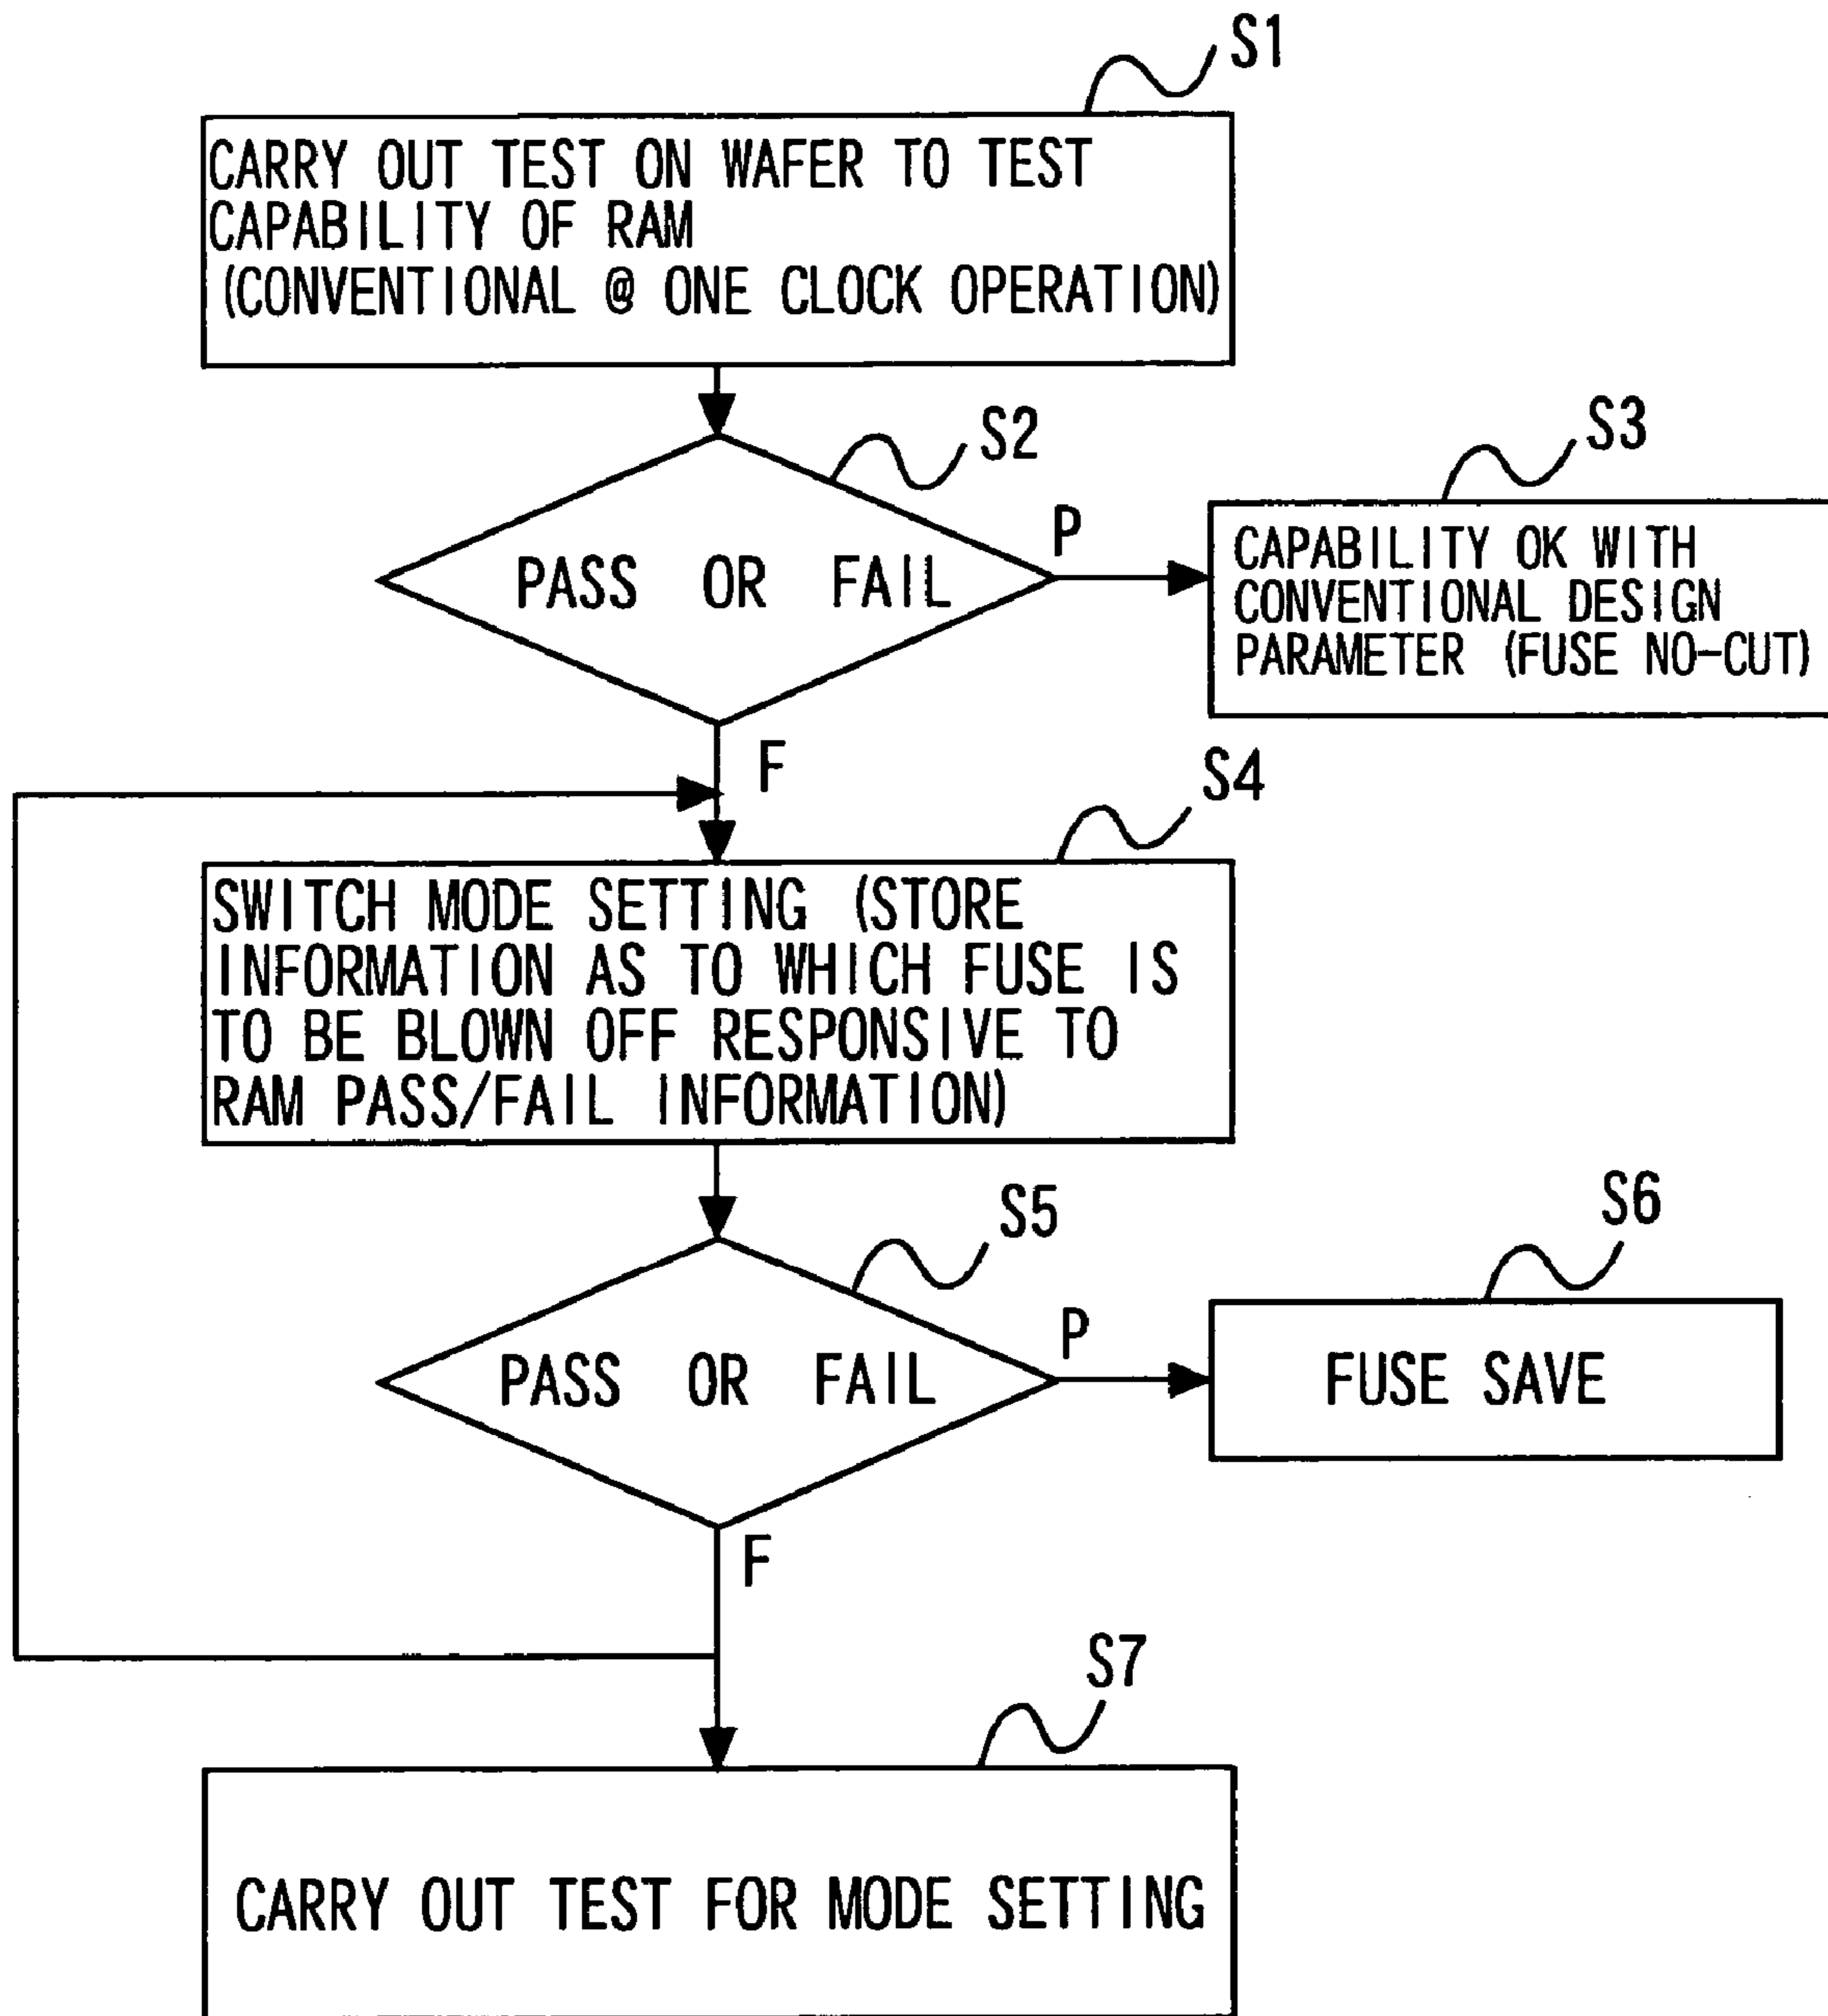 S1
CARRY OUT TEST ON WAFER TO TEST
CAPABILITY OF RAM
(CONVENTIONAL @ ONE CLOCK OPERATION)
S2
PASS OR FAIL
P
S3
CAPABILITY OK WITH
CONVENTIONAL DESIGN
PARAMETER (FUSE NO-CUT)
F
S4
SWITCH MODE SETTING (STORE
INFORMATION AS TO WHICH FUSE IS
TO BE BLOWN OFF RESPONSIVE TO
RAM PASS/FAIL INFORMATION)
S5
PASS OR FAIL
P
S6
FUSE SAVE
F
S7
CARRY OUT TEST FOR MODE SETTING